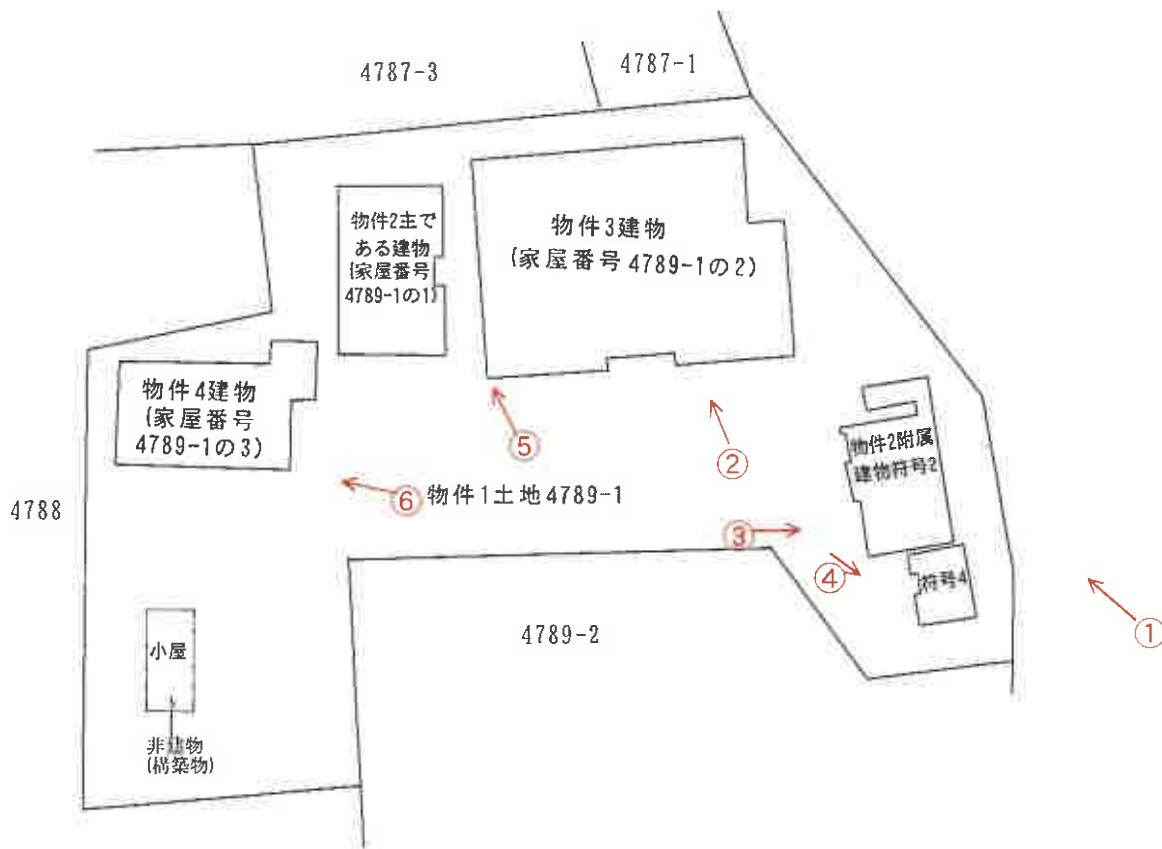 4787-3
4787-1
物件2主で
ある建物
(家屋番号
4789-1の1)
物件3建物
(家屋番号 4789-1の2)
物件4建物
(家屋番号
4789-1の3)
⑤
②
物件2附属
建物符号2
4788
⑥
物件1土地4789-1
③
④
符号4
①
4789-2
小屋
非建物
(構築物)